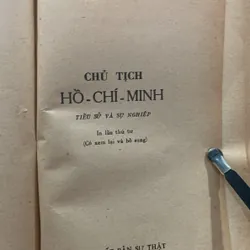 CHỦ TỊCH
HỒ-CHÍ-MINH
TIỂU SỬ VÀ SỰ NGHIỆP
In lần thứ tư
(Có xem lại và bổ sung)
BẢN SỰ THẬT